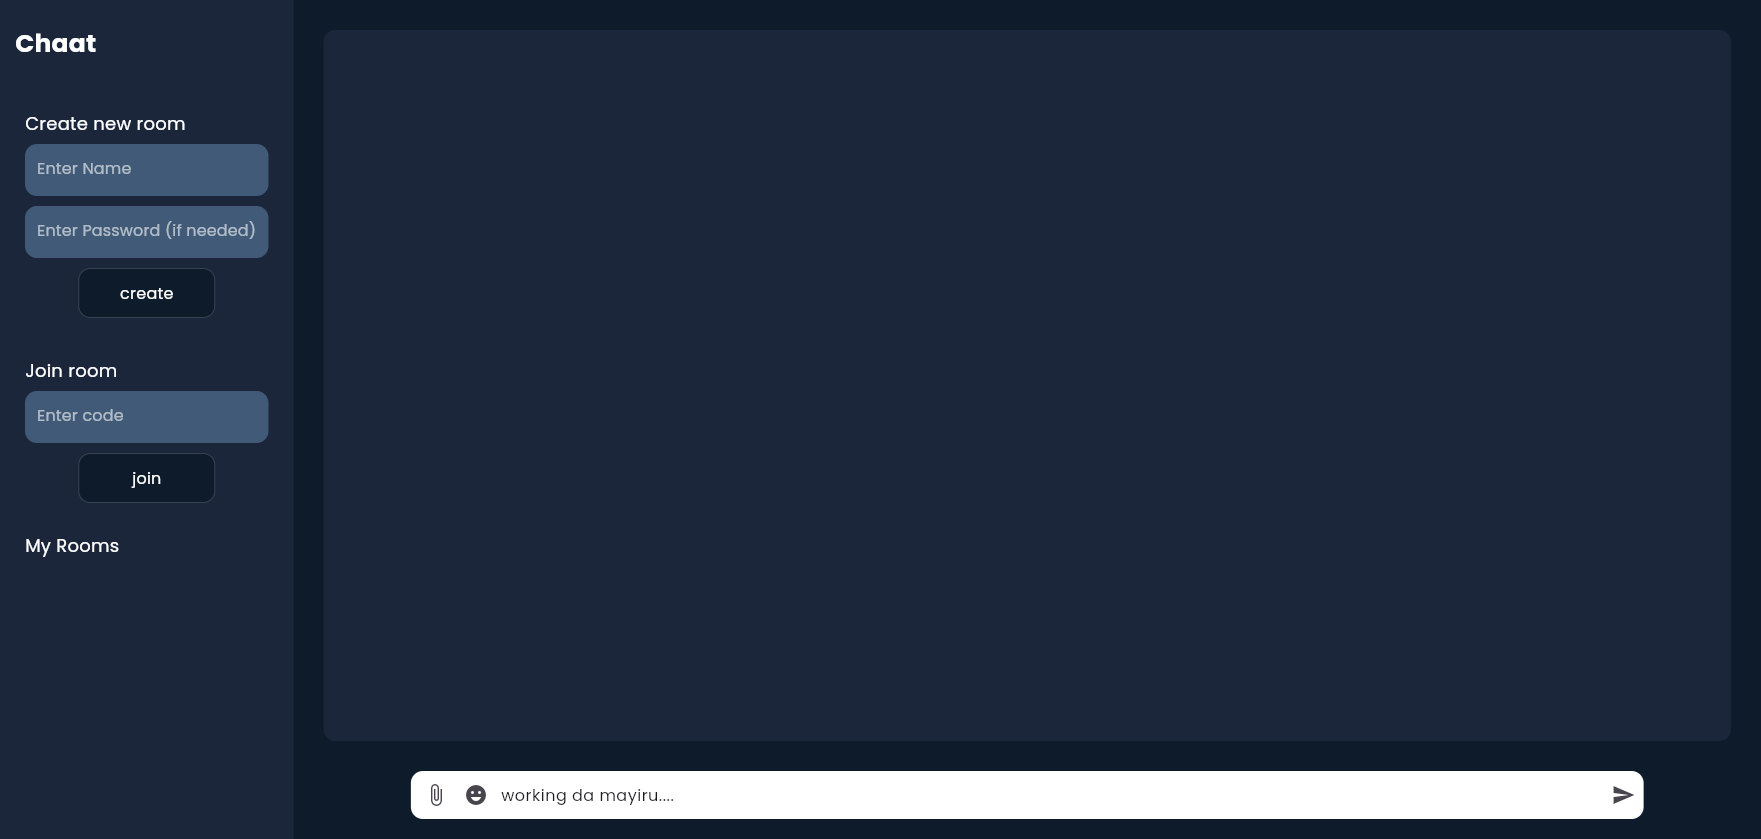 Chaat
Create new room
Enter Name
Enter Password (if needed)
create
Join room
Enter code
join
My Rooms
working da mayiru....